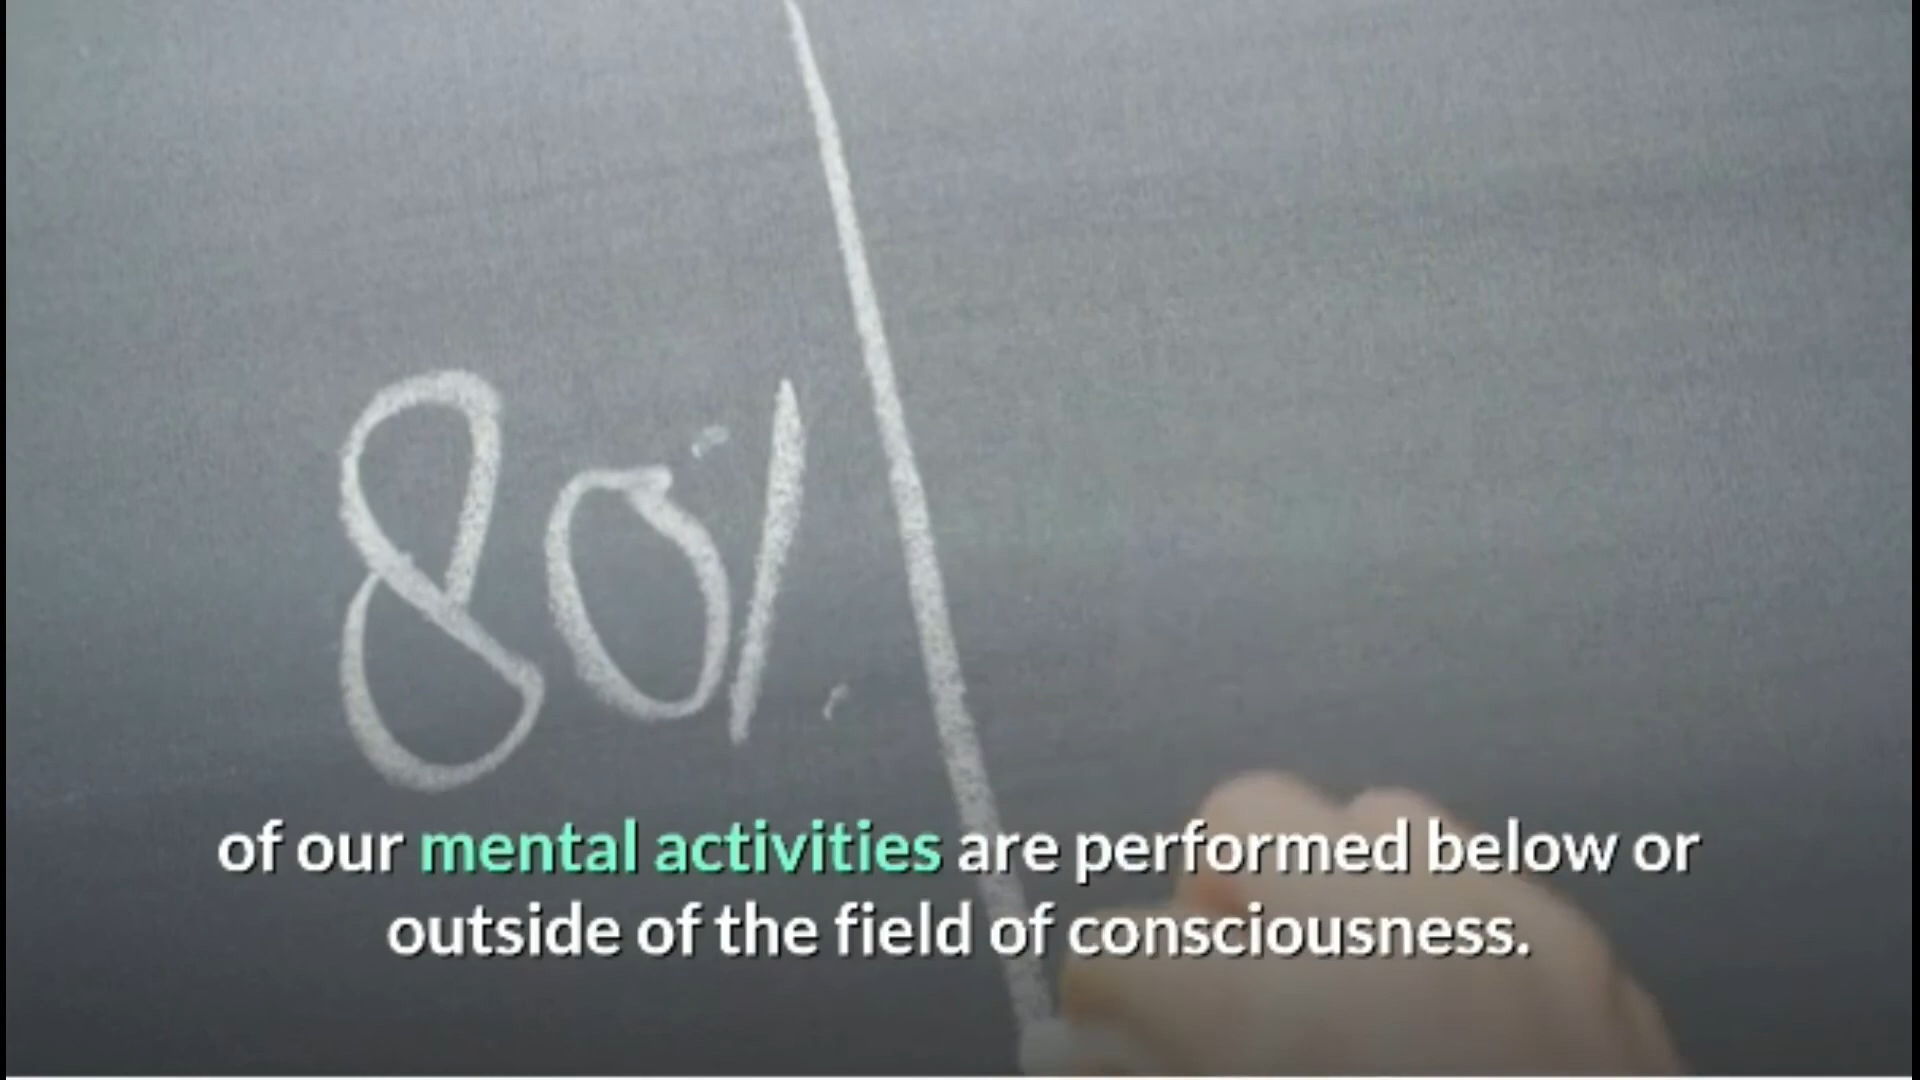 80%
of our mental activities are performed below or
outside of the field of consciousness.